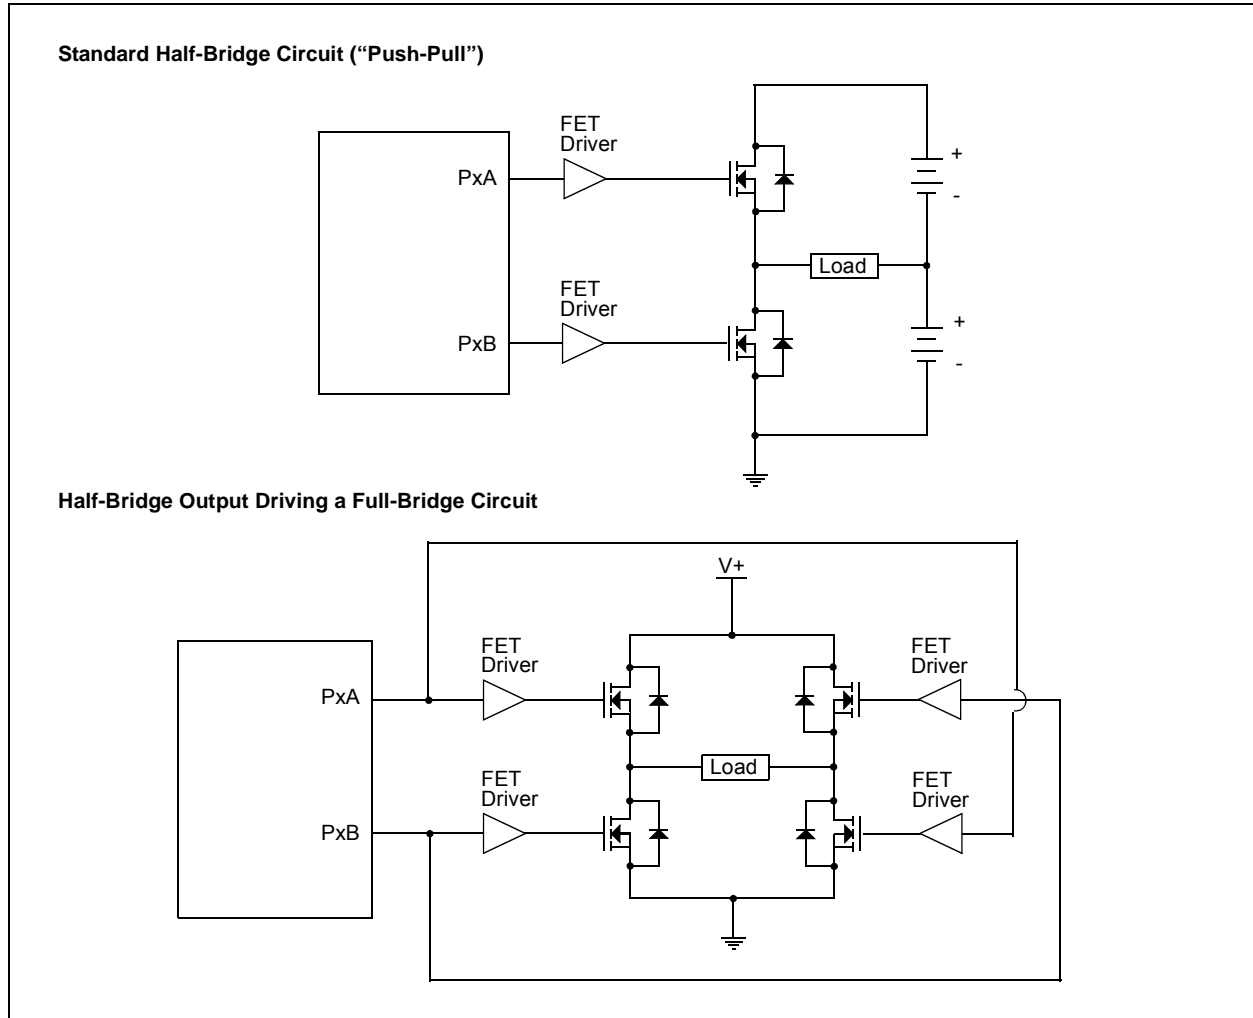 Standard Half-Bridge Circuit (“Push-Pull”)
FET
Driver
PxA
+
-
Load
FET
Driver
PxB
+
-
Half-Bridge Output Driving a Full-Bridge Circuit
V+
FET
Driver
FET
Driver
PxA
Load
FET
Driver
FET
Driver
PxB